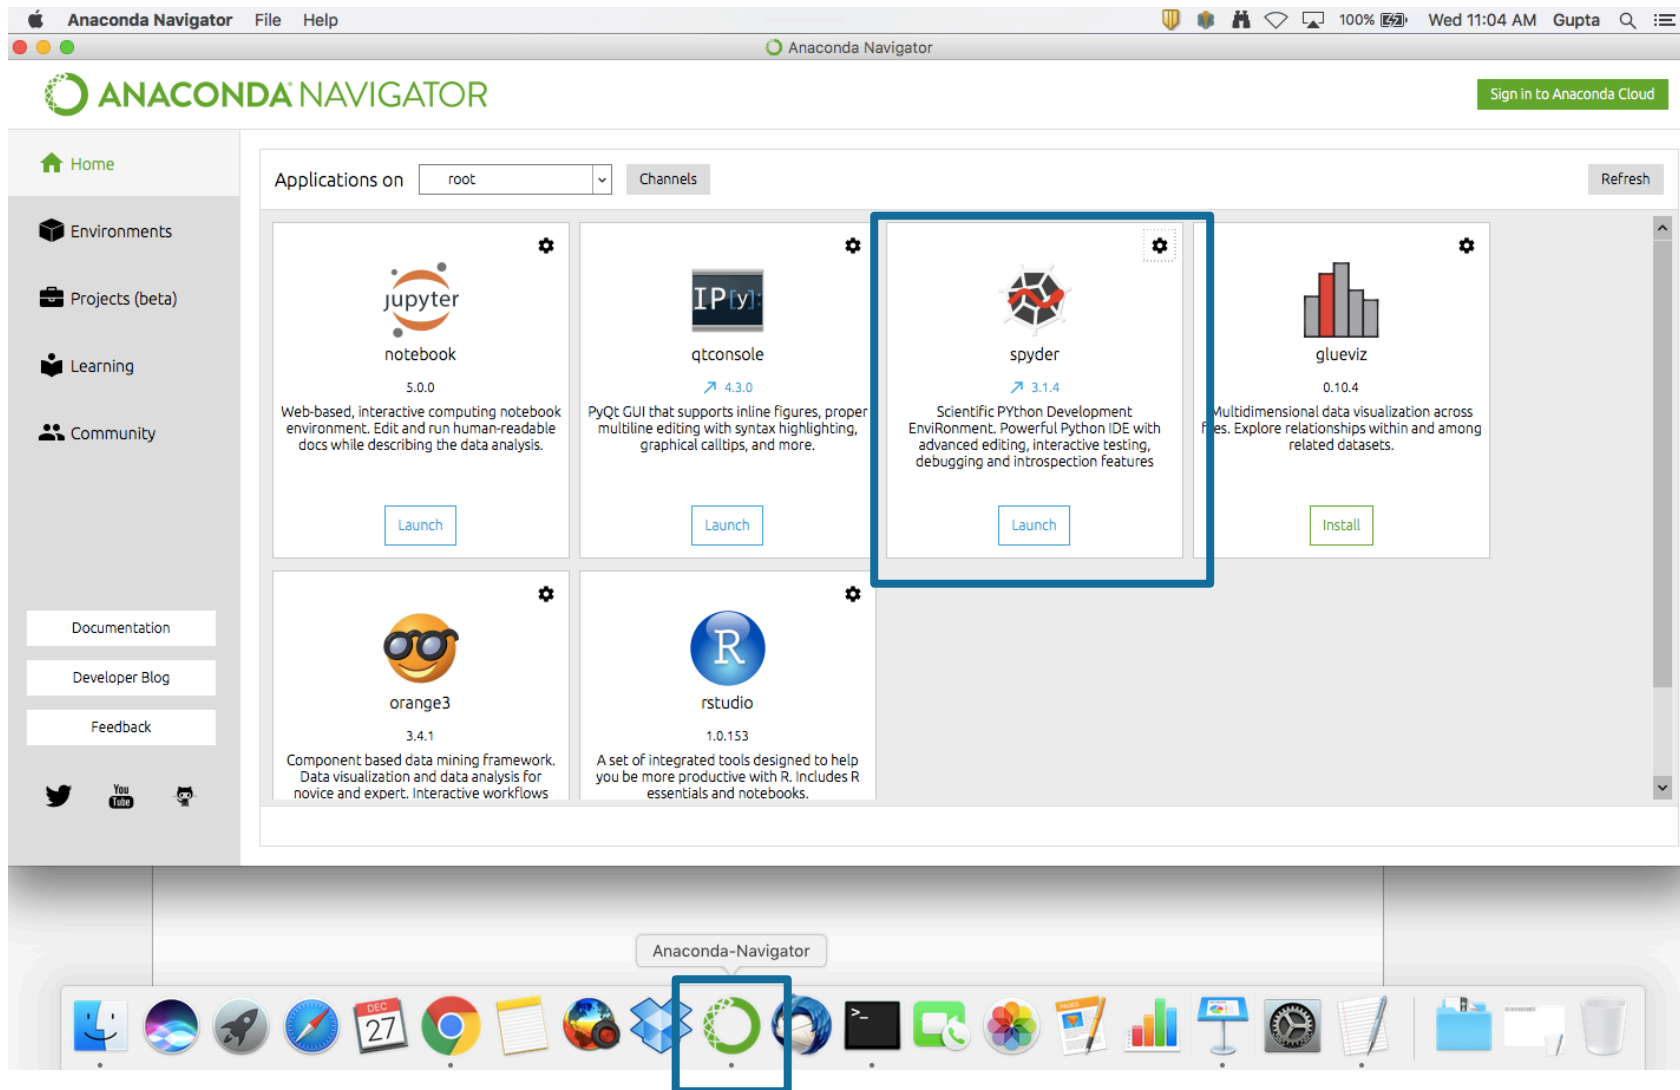 Anaconda Navigator File Help 100% Wed 11:04 AM Gupta
Anaconda Navigator
ANACONDA NAVIGATOR
Sign in to Anaconda Cloud
Home
Environments
Projects (beta)
Learning
Community
Documentation
Developer Blog
Feedback
You
Tube
Applications on root Channels Refresh
jupyter
notebook
5.0.0
Web-based, interactive computing notebook
environment. Edit and run human-readable
docs while describing the data analysis.
Launch
IP[y]:
qtconsole
4.3.0
PyQt GUI that supports inline figures, proper
multiline editing with syntax highlighting,
graphical calltips, and more.
Launch
spyder
3.1.4
Scientific PYthon Development
EnviRonment. Powerful Python IDE with
advanced editing, interactive testing,
debugging and introspection features
Launch
glueviz
0.10.4
Multidimensional data visualization across
files. Explore relationships within and among
related datasets.
Install
orange3
3.4.1
Component based data mining framework.
Data visualization and data analysis for
novice and expert. Interactive workflows
R
rstudio
1.0.153
A set of integrated tools designed to help
you be more productive with R. Includes R
essentials and notebooks.
Anaconda-Navigator
DEC
27
>_
PAGES